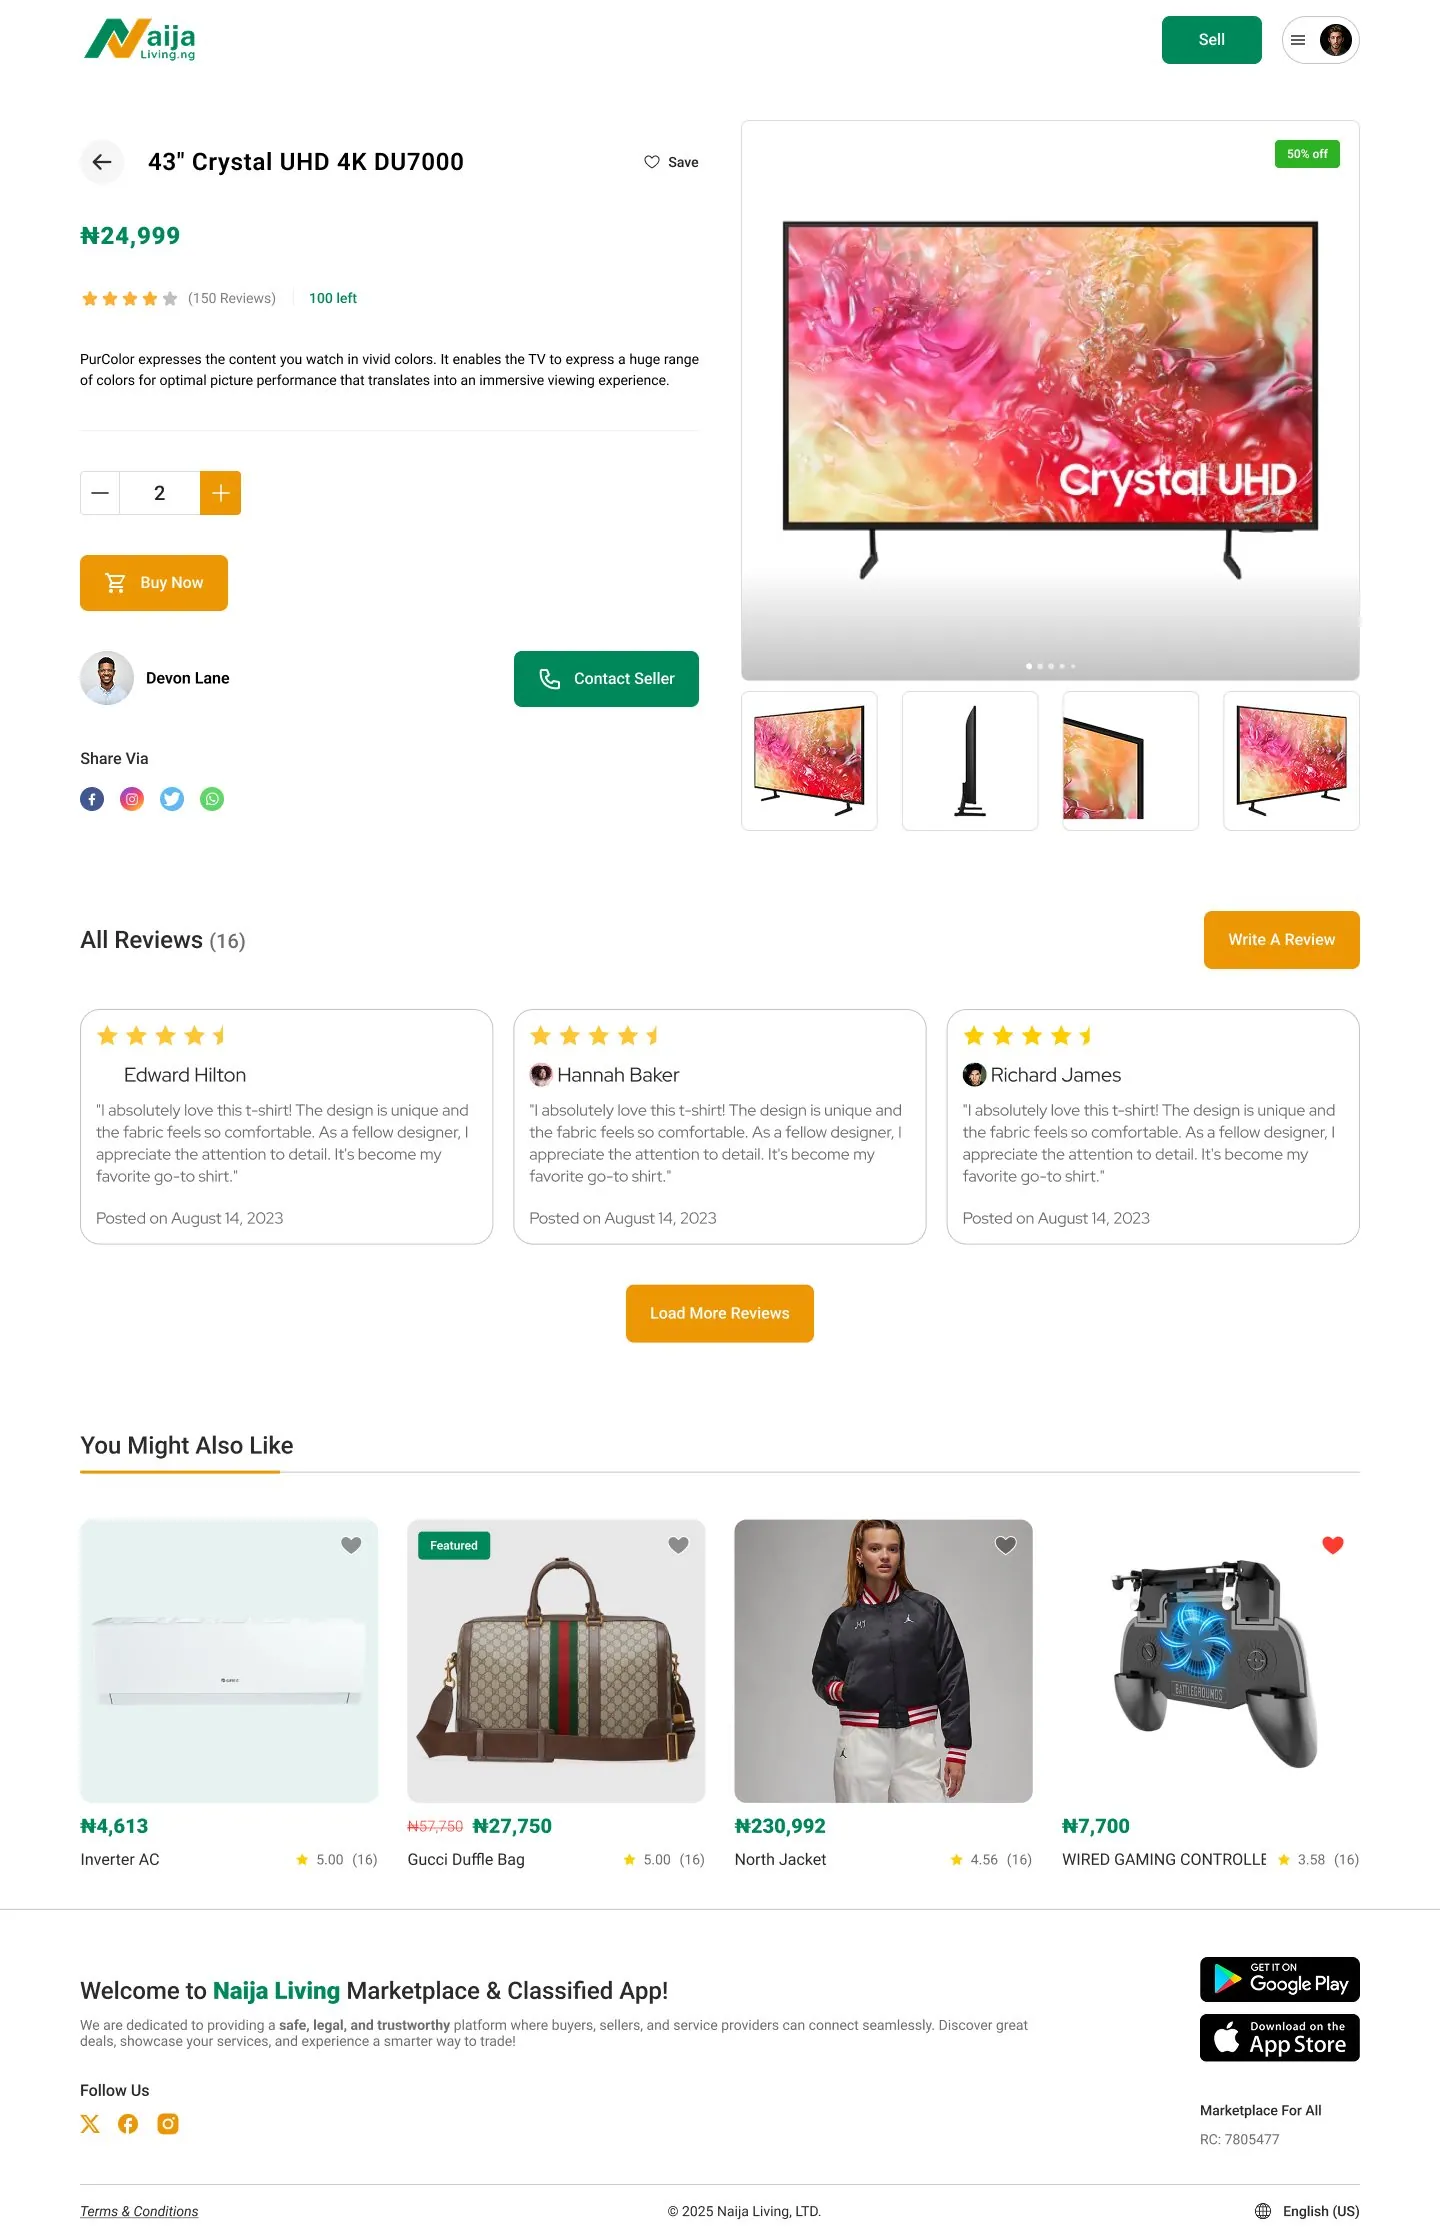 Naija
Living.ng
Sell
43" Crystal UHD 4K DU7000
Save
50% off
₦24,999
(150 Reviews)
100 left
PurColor expresses the content you watch in vivid colors. It enables the TV to express a huge range
of colors for optimal picture performance that translates into an immersive viewing experience.
Crystal UHD
2
Buy Now
Devon Lane
Contact Seller
Share Via
All Reviews (16)
Write A Review
Edward Hilton
"I absolutely love this t-shirt! The design is unique and
the fabric feels so comfortable. As a fellow designer, I
appreciate the attention to detail. It's become my
favorite go-to shirt."
Posted on August 14, 2023
Hannah Baker
"I absolutely love this t-shirt! The design is unique and
the fabric feels so comfortable. As a fellow designer, I
appreciate the attention to detail. It's become my
favorite go-to shirt."
Posted on August 14, 2023
Richard James
"I absolutely love this t-shirt! The design is unique and
the fabric feels so comfortable. As a fellow designer, I
appreciate the attention to detail. It's become my
favorite go-to shirt."
Posted on August 14, 2023
Load More Reviews
You Might Also Like
Featured
BATTLEGROUNDS
₦4,613
Inverter AC
5.00 (16)
₦57,750 ₦27,750
Gucci Duffle Bag
5.00 (16)
₦230,992
North Jacket
4.56 (16)
₦7,700
WIRED GAMING CONTROLLE
3.58 (16)
Welcome to Naija Living Marketplace & Classified App!
We are dedicated to providing a safe, legal, and trustworthy platform where buyers, sellers, and service providers can connect seamlessly. Discover great
deals, showcase your services, and experience a smarter way to trade!
GET IT ON
Google Play
Download on the
App Store
Follow Us
Marketplace For All
RC: 7805477
Terms & Conditions
© 2025 Naija Living, LTD.
English (US)